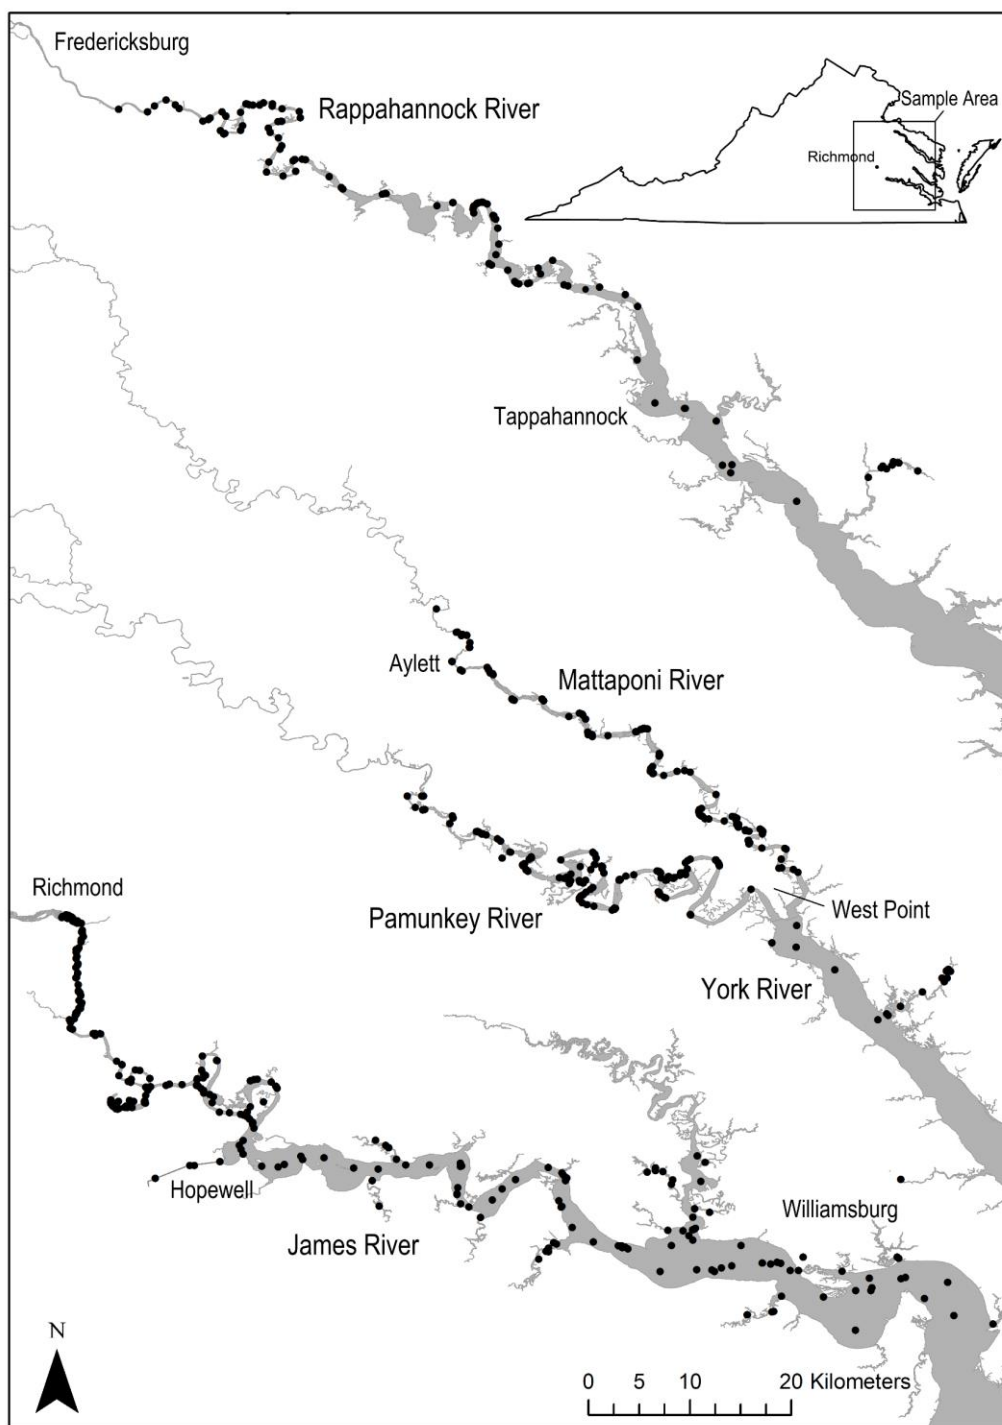 Fredericksburg
Rappahannock River
Sample Area
Richmond
Tappahannock
Aylett
Mattaponi River
Richmond
Pamunkey River
West Point
York River
Hopewell
Williamsburg
James River
N
0 5 10 20 Kilometers